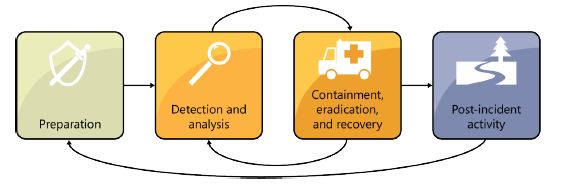 Preparation
Detection and
analysis
Containment,
eradication,
and recovery
Post-incident
activity